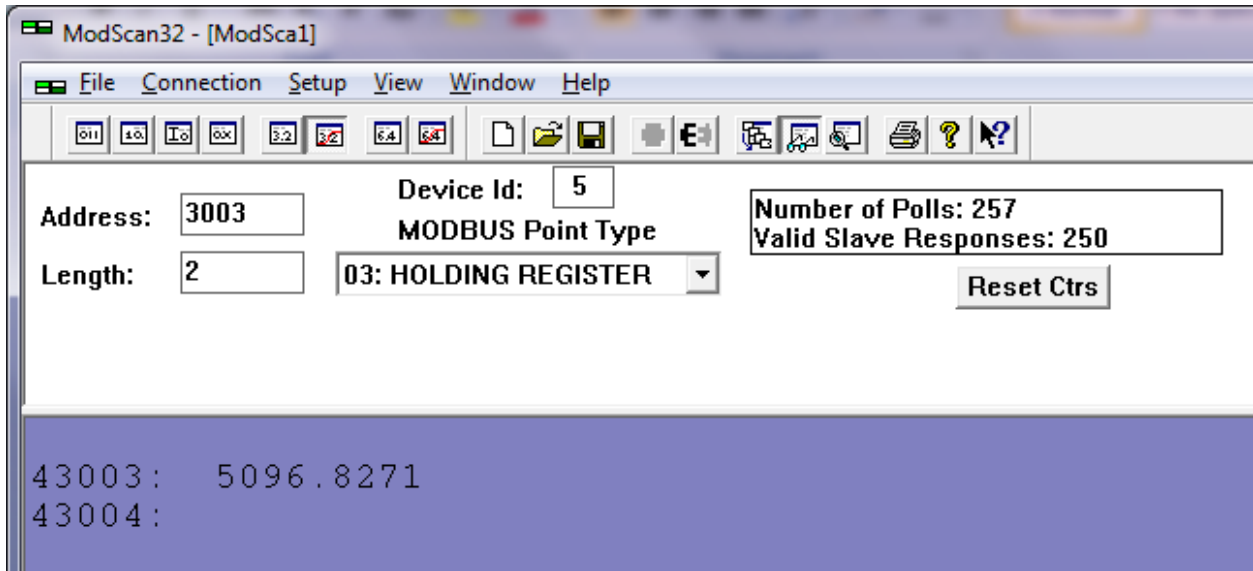 ModScan32 - [ModSca1]
File Connection Setup View Window Help
Address: 3003
Device Id: 5
MODBUS Point Type
Length: 2
03: HOLDING REGISTER
Number of Polls: 257
Valid Slave Responses: 250
Reset Ctrs
43003: 5096.8271
43004: